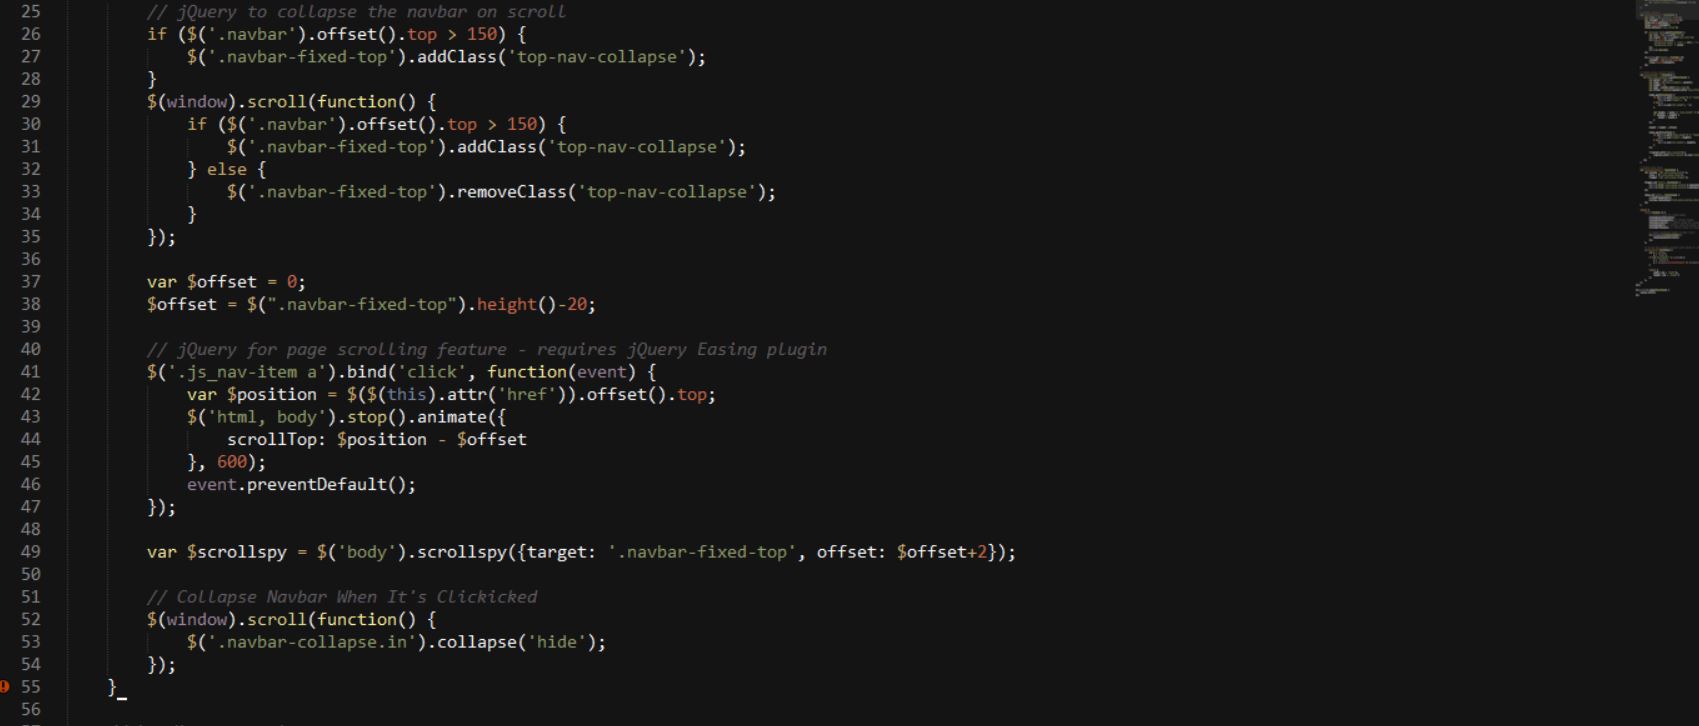 25 // jQuery to collapse the navbar on scroll
26 if ($('.navbar').offset().top > 150) {
27 $('.navbar-fixed-top').addClass('top-nav-collapse');
28 }
29 $(window).scroll(function() {
30 if ($('.navbar').offset().top > 150) {
31 $('.navbar-fixed-top').addClass('top-nav-collapse');
32 } else {
33 $('.navbar-fixed-top').removeClass('top-nav-collapse');
34 }
35 });
36
37 var $offset = 0;
38 $offset = $(".navbar-fixed-top").height()-20;
39
40 // jQuery for page scrolling feature - requires jQuery Easing plugin
41 $('.js_nav-item a').bind('click', function(event) {
42 var $position = $($(this).attr('href')).offset().top;
43 $('html, body').stop().animate({
44 scrollTop: $position - $offset
45 }, 600);
46 event.preventDefault();
47 });
48
49 var $scrollspy = $('body').scrollspy({target: '.navbar-fixed-top', offset: $offset+2});
50
51 // Collapse Navbar When It's Clickicked
52 $(window).scroll(function() {
53 $('.navbar-collapse.in').collapse('hide');
54 });
55 }
56